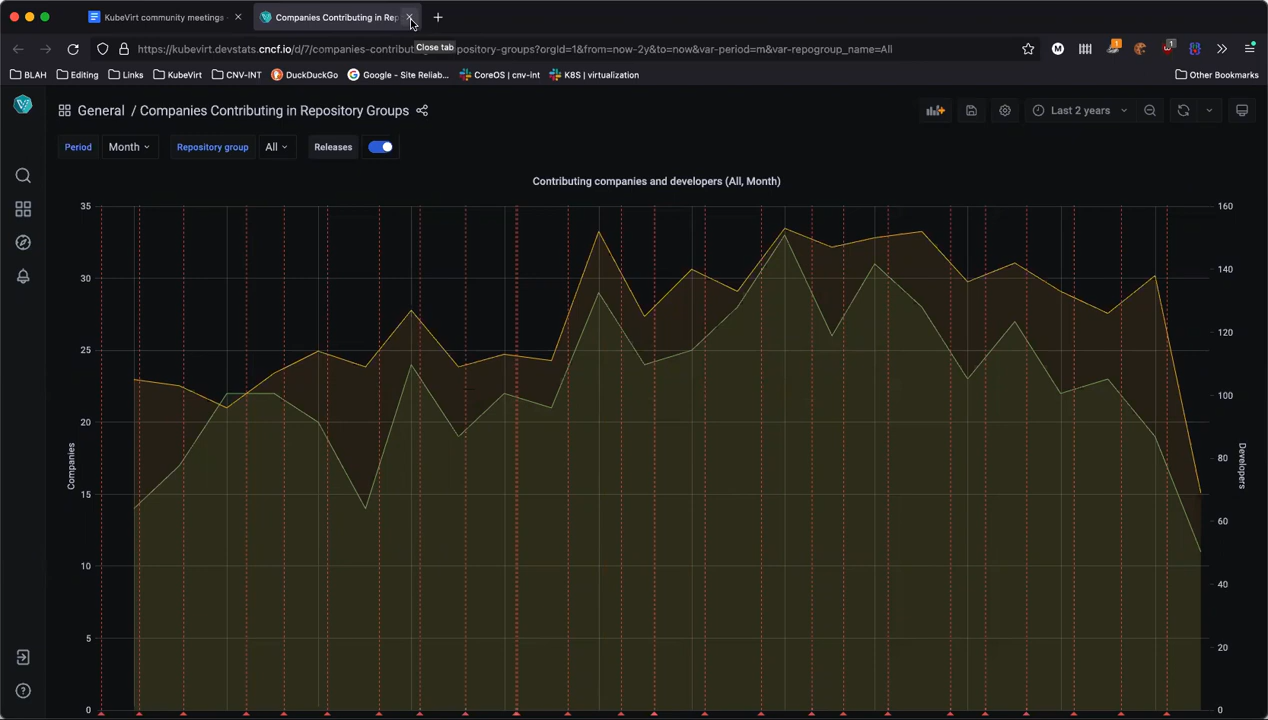 KubeVirt community meetings -
Companies Contributing in Rep
Close tab
https://kubevirt.devstats.cncf.io/d/7/companies-contribut
pository-groups?orgId=1&from=now-2y&to=now&var-period=m&var-repogroup_name=All
M
1
1
BLAH
Editing
Links
KubeVirt
CNV-INT
DuckDuckGo
Google - Site Reliab...
CoreOS | cnv-int
K8S | virtualization
Other Bookmarks
General / Companies Contributing in Repository Groups
Last 2 years
Period
Month
Repository group
All
Releases
Contributing companies and developers (All, Month)
35
30
25
20
15
10
5
0
Companies
160
140
120
100
80
60
40
20
0
Developers